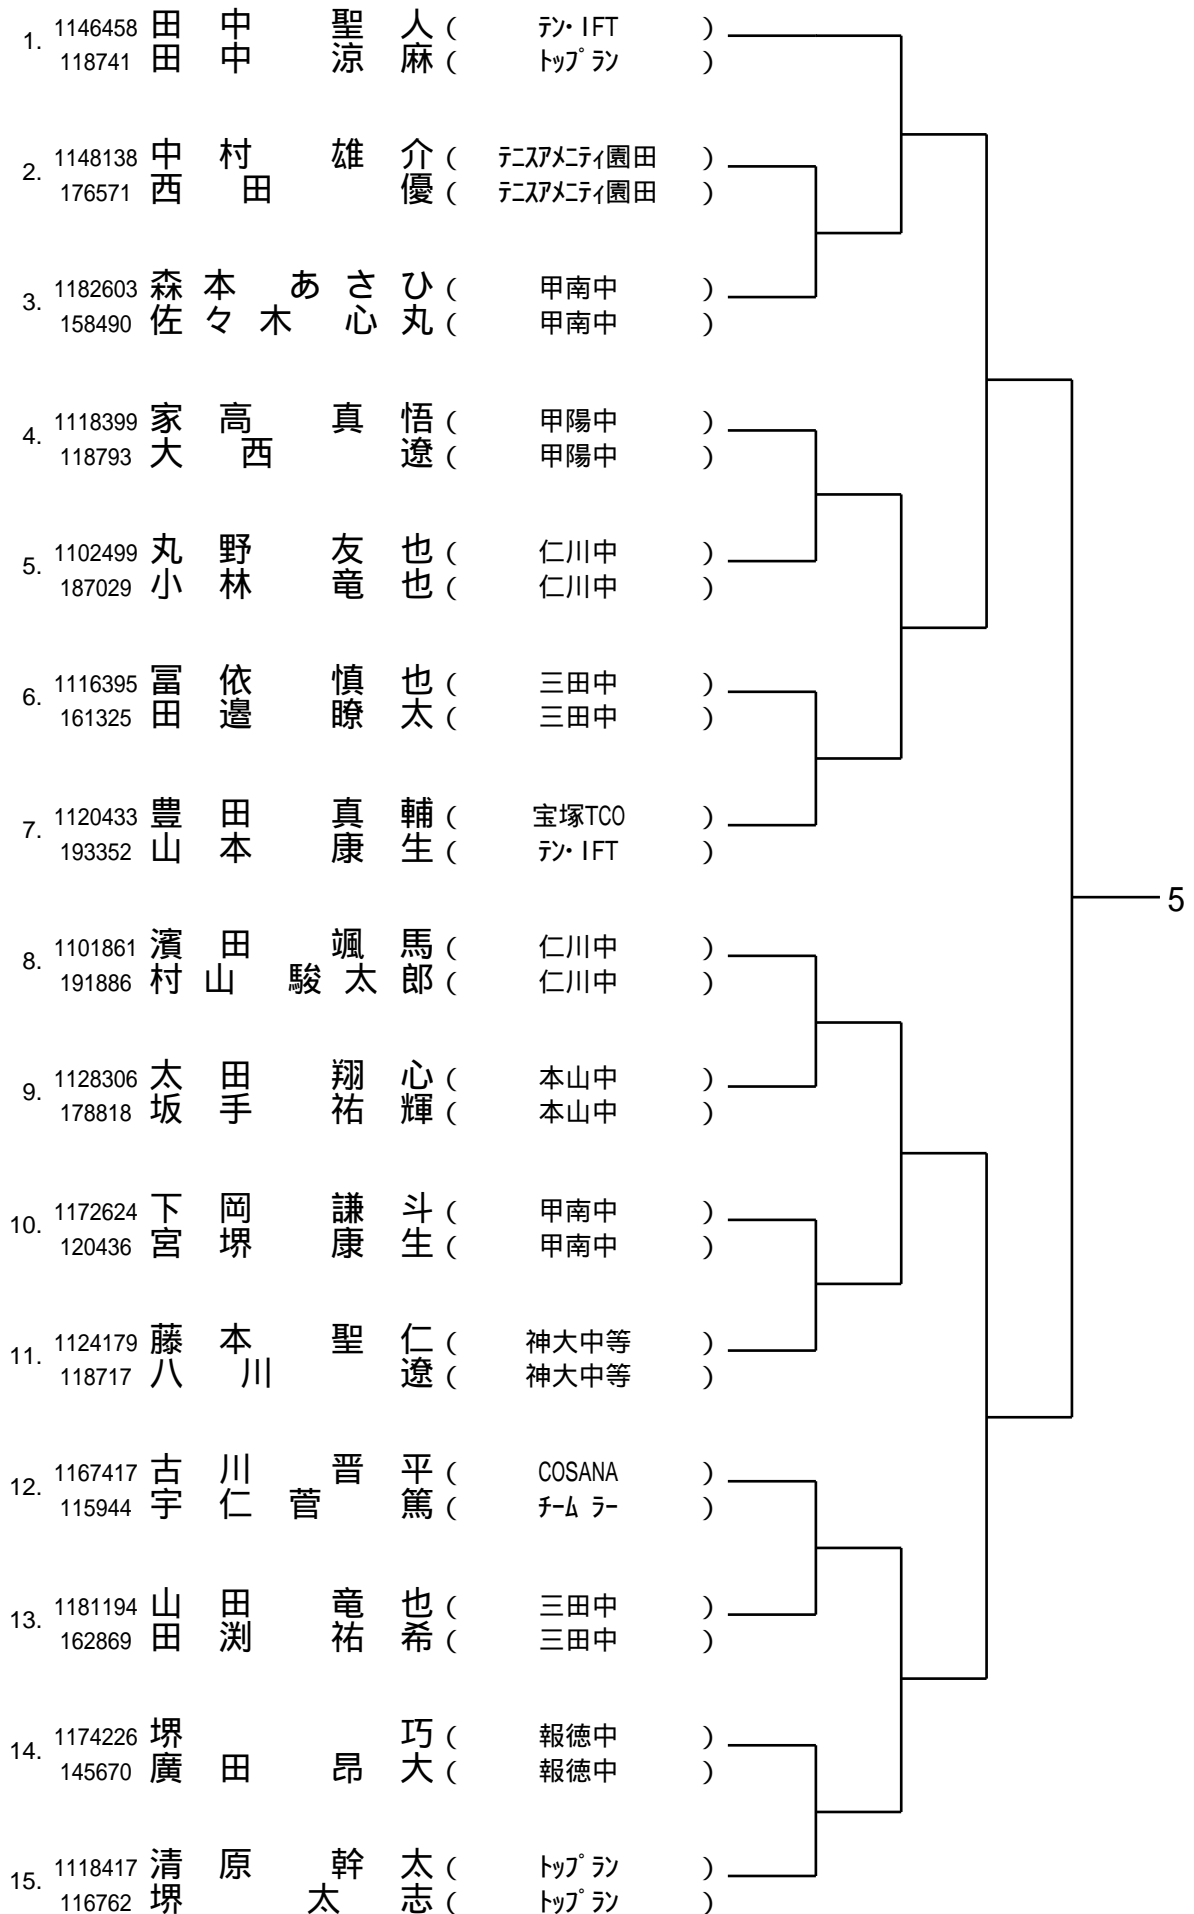 1. 1146458 田中 聖人 ( テン・IFT )
118741 田中 涼麻 ( トップラン )
2. 1148138 中村 雄介 ( テニスアメニティ園田 )
176571 西田 優 ( テニスアメニティ園田 )
3. 1182603 森本 あさひ ( 甲南中 )
158490 佐々木 心丸 ( 甲南中 )
4. 1118399 家高 真悟 ( 甲陽中 )
118793 大西 遼 ( 甲陽中 )
5. 1102499 丸野 友也 ( 仁川中 )
187029 小林 竜也 ( 仁川中 )
6. 1116395 冨依 慎也 ( 三田中 )
161325 田邉 瞭太 ( 三田中 )
7. 1120433 豊田 真輔 ( 宝塚TCO )
193352 山本 康生 ( テン・IFT )
5
8. 1101861 濱田 颯馬 ( 仁川中 )
191886 村山 駿太郎 ( 仁川中 )
9. 1128306 太田 翔心 ( 本山中 )
178818 坂手 祐輝 ( 本山中 )
10. 1172624 下岡 謙斗 ( 甲南中 )
120436 宮堺 康生 ( 甲南中 )
11. 1124179 藤本 聖仁 ( 神大中等 )
118717 八川 遼 ( 神大中等 )
12. 1167417 古川 晋平 ( COSANA )
115944 宇仁菅 篤 ( チーム ラー )
13. 1181194 山田 竜也 ( 三田中 )
162869 田渕 祐希 ( 三田中 )
14. 1174226 堺 巧 ( 報徳中 )
145670 廣田 昂大 ( 報徳中 )
15. 1118417 清原 幹太 ( トップラン )
116762 堺 太志 ( トップラン )